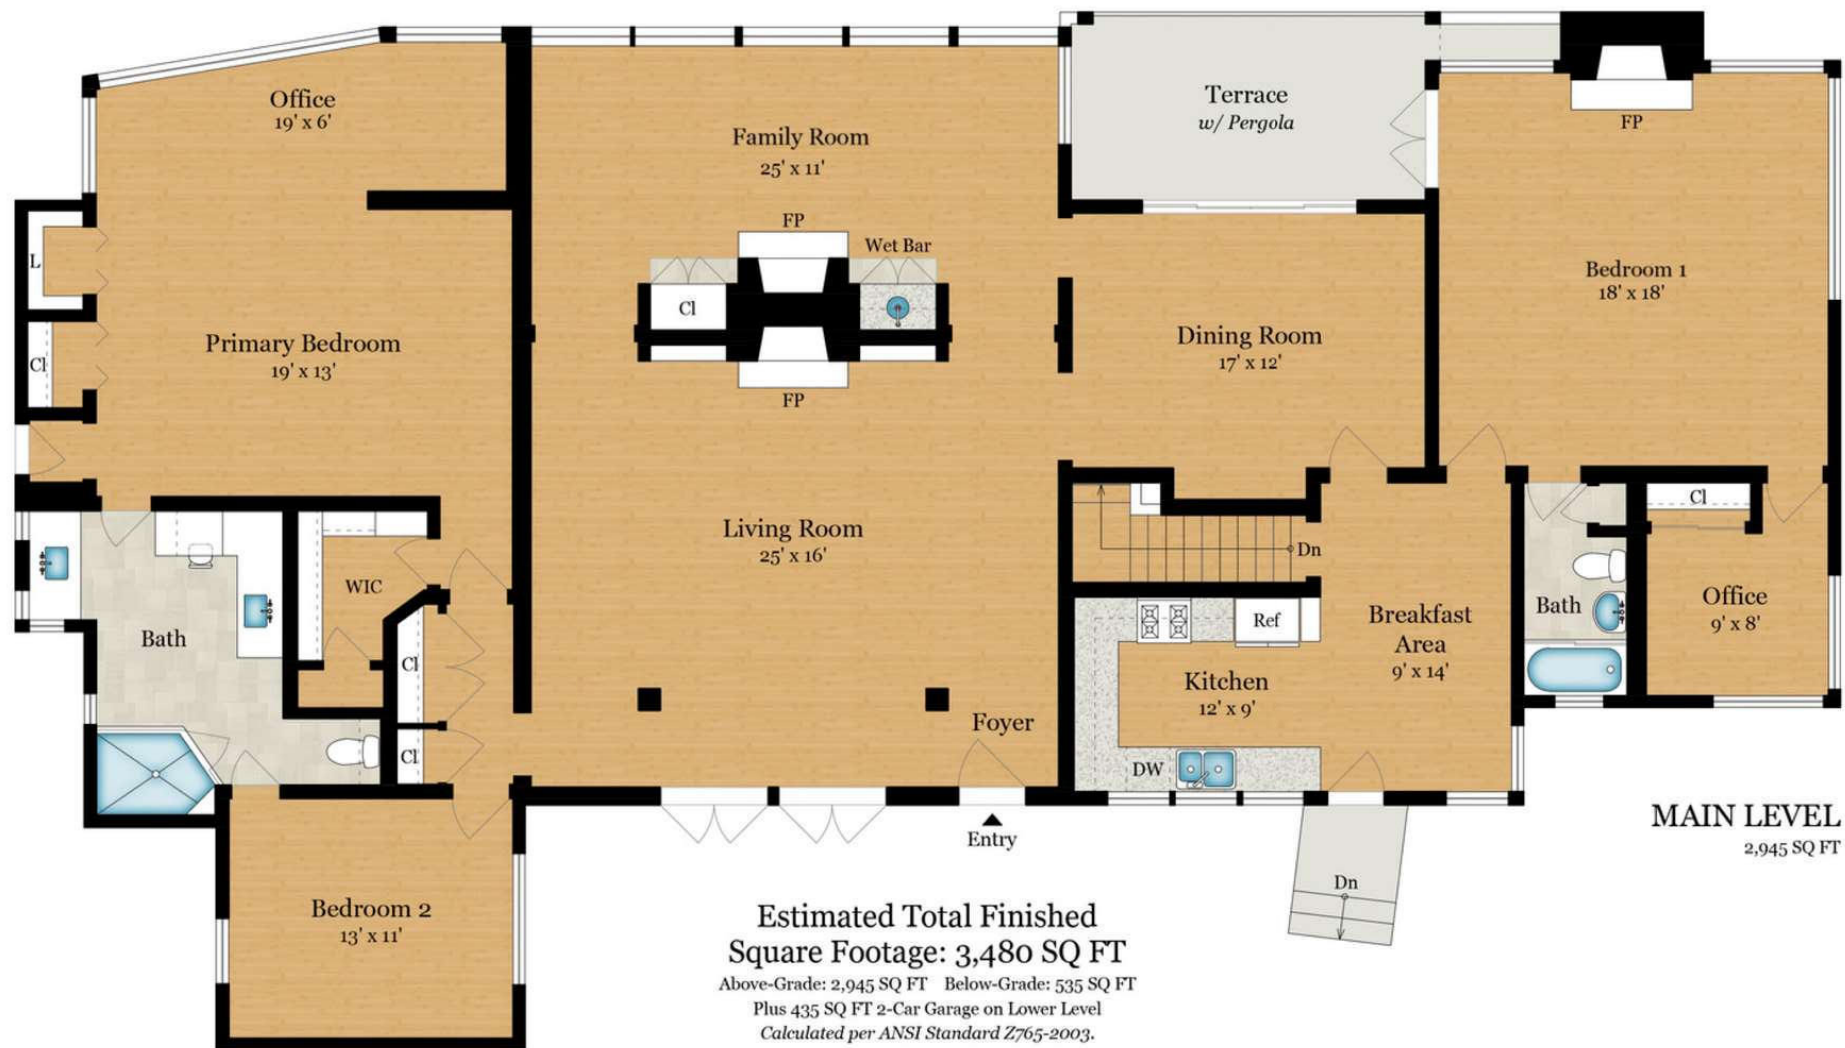 Office
19' x 6'
Family Room
25' x 11'
Terrace
w/ Pergola
FP
FP
Wet Bar
L
Cl
Bedroom 1
18' x 18'
Primary Bedroom
19' x 13'
Cl
Dining Room
17' x 12'
FP
Cl
Living Room
25' x 16'
Dn
WIC
Bath
Cl
Ref
Breakfast
Area
9' x 14'
Bath
Office
9' x 8'
Kitchen
12' x 9'
Foyer
Cl
DW
Entry
MAIN LEVEL
2,945 SQ FT
Dn
Bedroom 2
13' x 11'
Estimated Total Finished
Square Footage: 3,480 SQ FT
Above-Grade: 2,945 SQ FT Below-Grade: 535 SQ FT
Plus 435 SQ FT 2-Car Garage on Lower Level
Calculated per ANSI Standard Z765-2003.